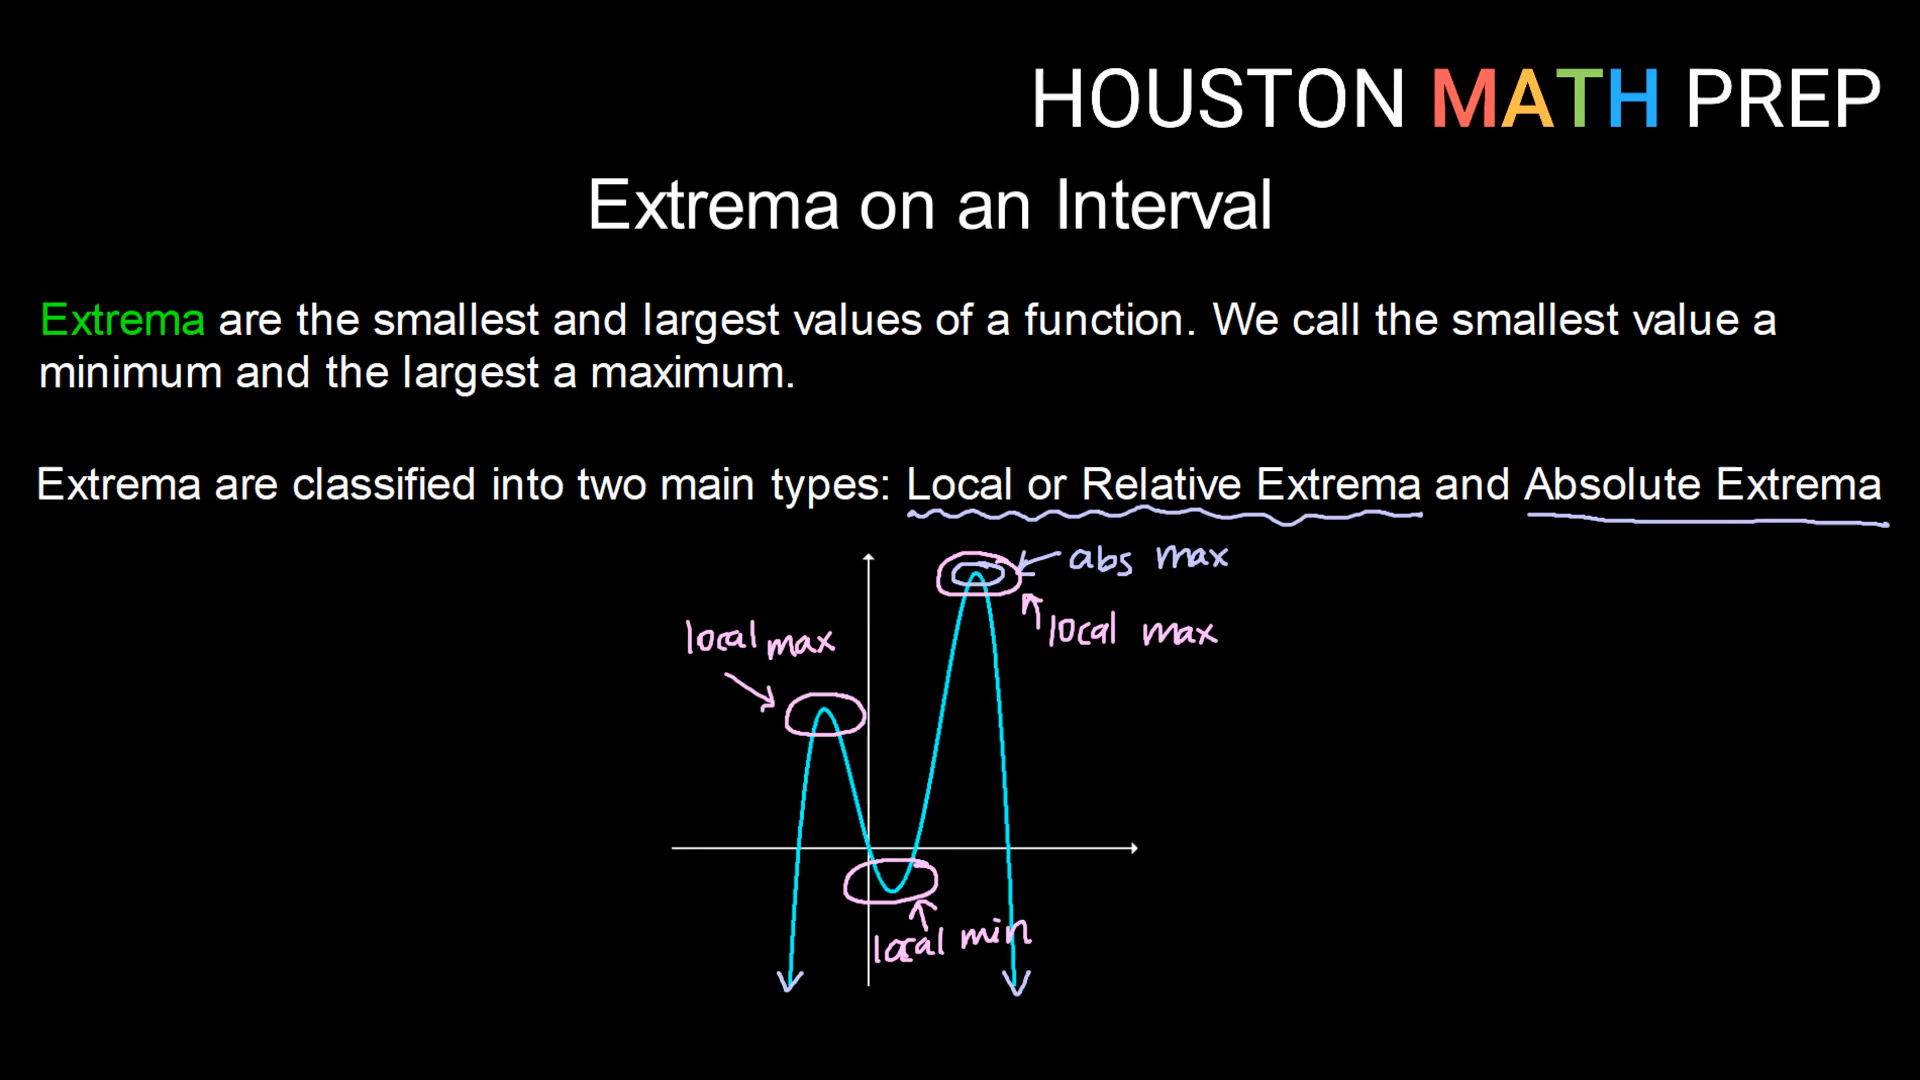 HOUSTON MATH PREP
Extrema on an Interval
Extrema are the smallest and largest values of a function. We call the smallest value a
minimum and the largest a maximum.
Extrema are classified into two main types: Local or Relative Extrema and Absolute Extrema
abs max
local max
local max
local min